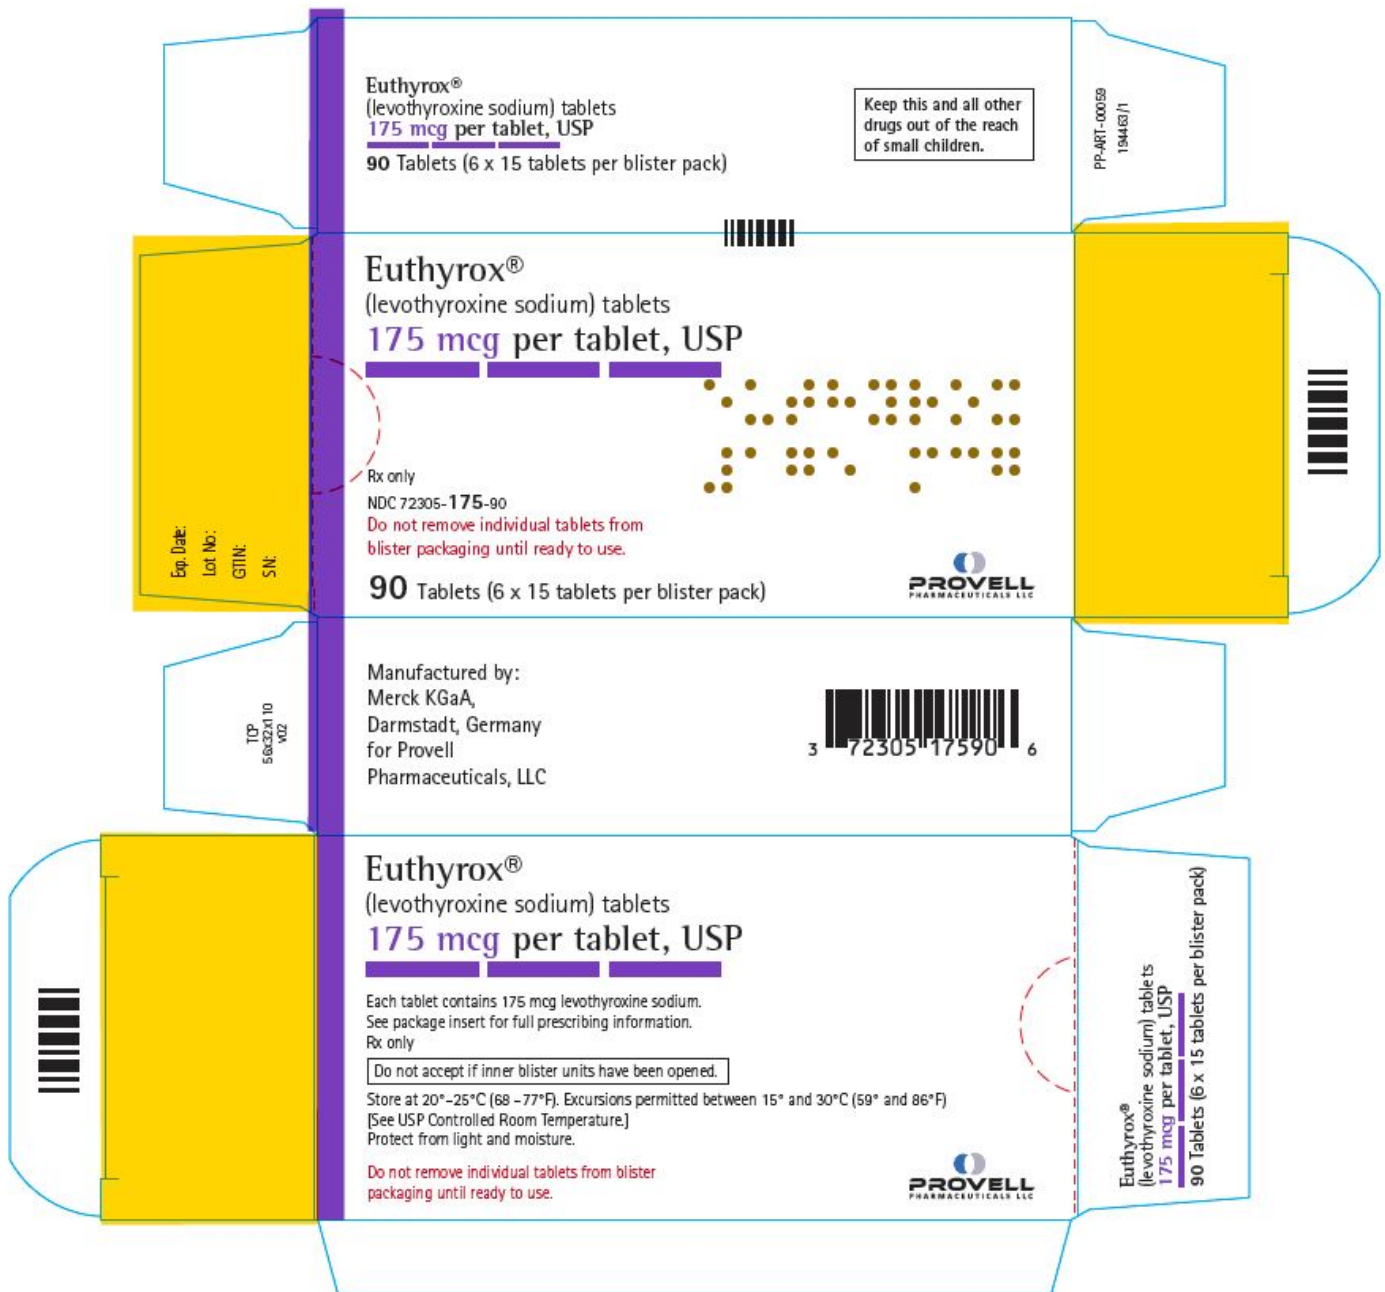 Euthyrox®
(levothyroxine sodium) tablets
175 mcg per tablet, USP
90 Tablets (6 x 15 tablets per blister pack)
Keep this and all other
drugs out of the reach
of small children.
PP-ART-00059
194463/1
Euthyrox®
(levothyroxine sodium) tablets
175 mcg per tablet, USP
Rx only
NDC 72305-175-90
Do not remove individual tablets from
blister packaging until ready to use.
90 Tablets (6 x 15 tablets per blister pack)
PROVELL
PHARMACEUTICALS LLC
Exp. Date:
Lot No:
GTIN:
SN:
TCP
56x32x110
v02
Manufactured by:
Merck KGaA,
Darmstadt, Germany
for Provell
Pharmaceuticals, LLC
3 72305 17590 6
Euthyrox®
(levothyroxine sodium) tablets
175 mcg per tablet, USP
Each tablet contains 175 mcg levothyroxine sodium.
See package insert for full prescribing information.
Rx only
Do not accept if inner blister units have been opened.
Store at 20°-25°C (68 -77°F). Excursions permitted between 15° and 30°C (59° and 86°F)
[See USP Controlled Room Temperature.]
Protect from light and moisture.
Do not remove individual tablets from blister
packaging until ready to use.
PROVELL
PHARMACEUTICALS LLC
Euthyrox®
(levothyroxine sodium) tablets
175 mcg per tablet, USP
90 Tablets (6 x 15 tablets per blister pack)